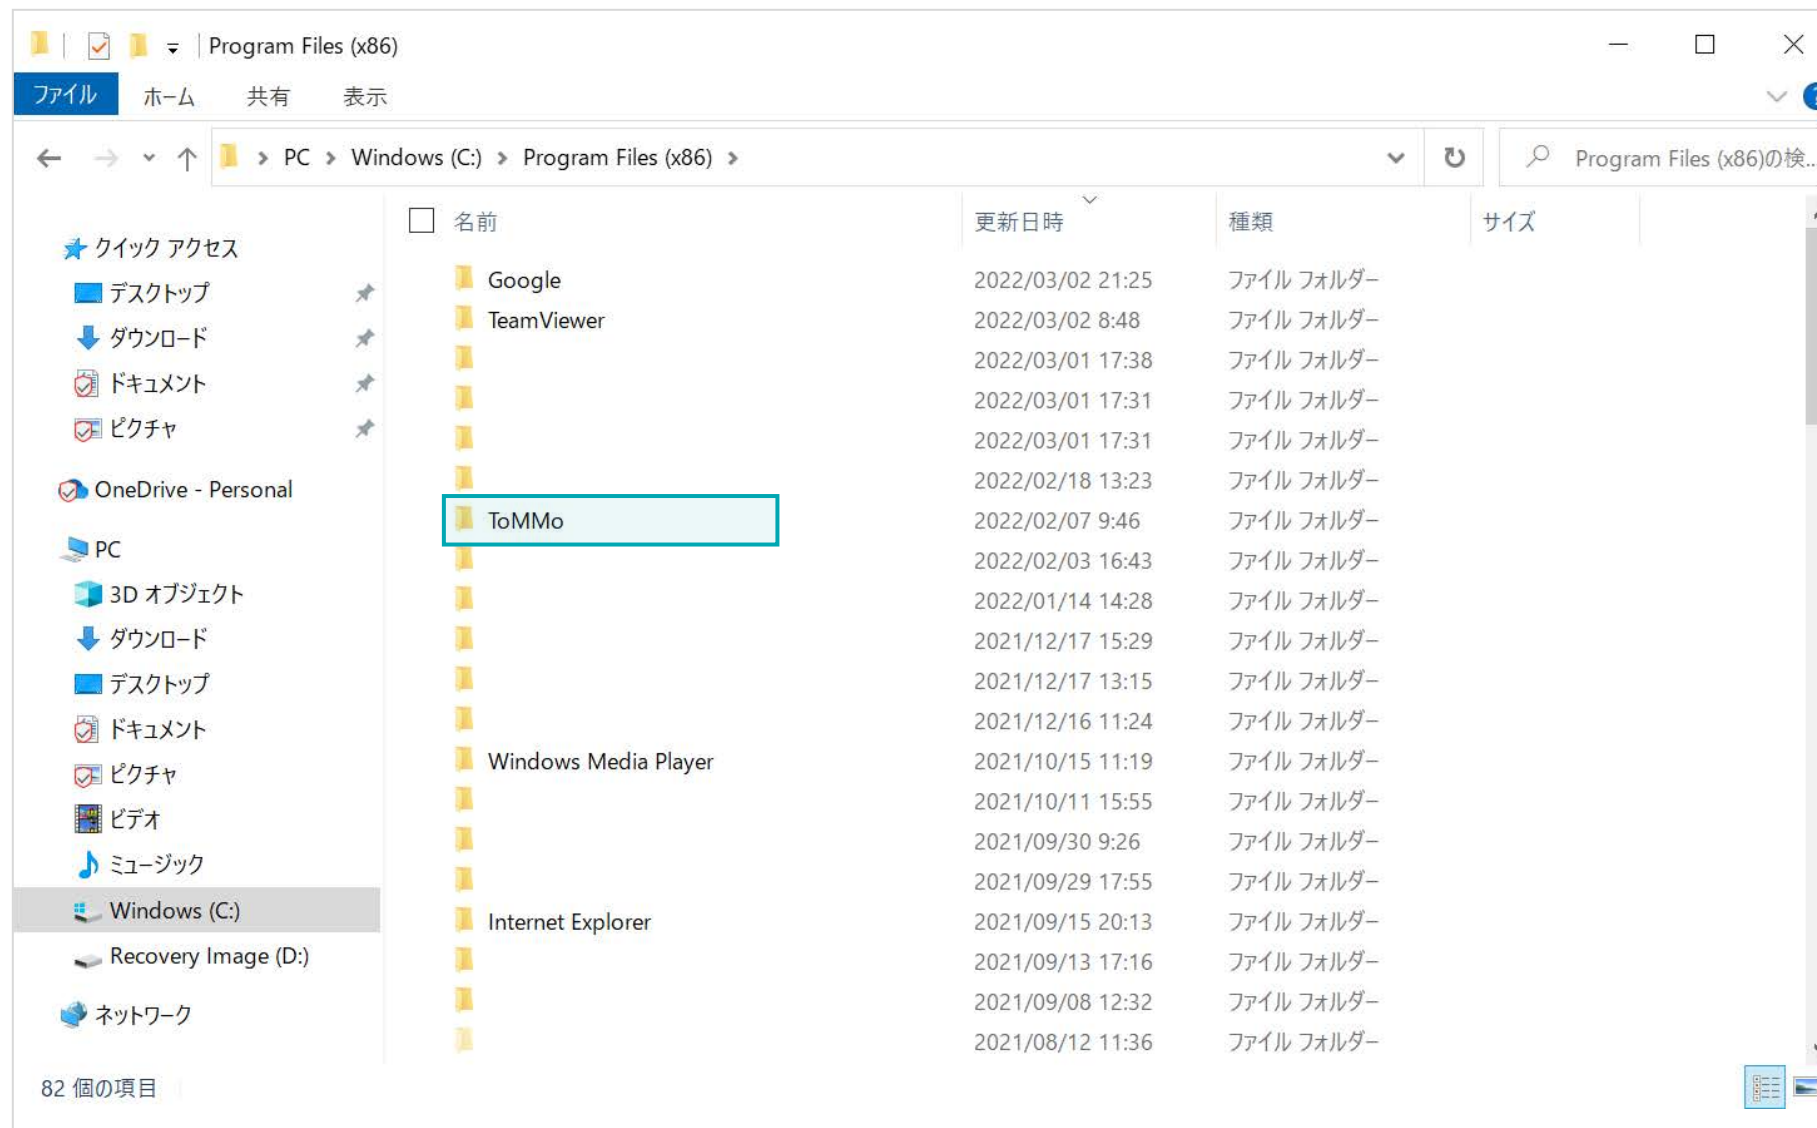 Program Files (x86)
ファイル ホーム 共有 表示
PC Windows (C:) Program Files (x86) Program Files (x86)の検...
名前 更新日時 種類 サイズ
クイック アクセス
デスクトップ
ダウンロード
ドキュメント
ピクチャ
OneDrive - Personal
PC
3D オブジェクト
ダウンロード
デスクトップ
ドキュメント
ピクチャ
ビデオ
ミュージック
Windows (C:)
Recovery Image (D:)
ネットワーク
Google 2022/03/02 21:25 ファイル フォルダー
TeamViewer 2022/03/02 8:48 ファイル フォルダー
2022/03/01 17:38 ファイル フォルダー
2022/03/01 17:31 ファイル フォルダー
2022/03/01 17:31 ファイル フォルダー
2022/02/18 13:23 ファイル フォルダー
ToMMo 2022/02/07 9:46 ファイル フォルダー
2022/02/03 16:43 ファイル フォルダー
2022/01/14 14:28 ファイル フォルダー
2021/12/17 15:29 ファイル フォルダー
2021/12/17 13:15 ファイル フォルダー
2021/12/16 11:24 ファイル フォルダー
Windows Media Player 2021/10/15 11:19 ファイル フォルダー
2021/10/11 15:55 ファイル フォルダー
2021/09/30 9:26 ファイル フォルダー
2021/09/29 17:55 ファイル フォルダー
Internet Explorer 2021/09/15 20:13 ファイル フォルダー
2021/09/13 17:16 ファイル フォルダー
2021/09/08 12:32 ファイル フォルダー
2021/08/12 11:36 ファイル フォルダー
82 個の項目